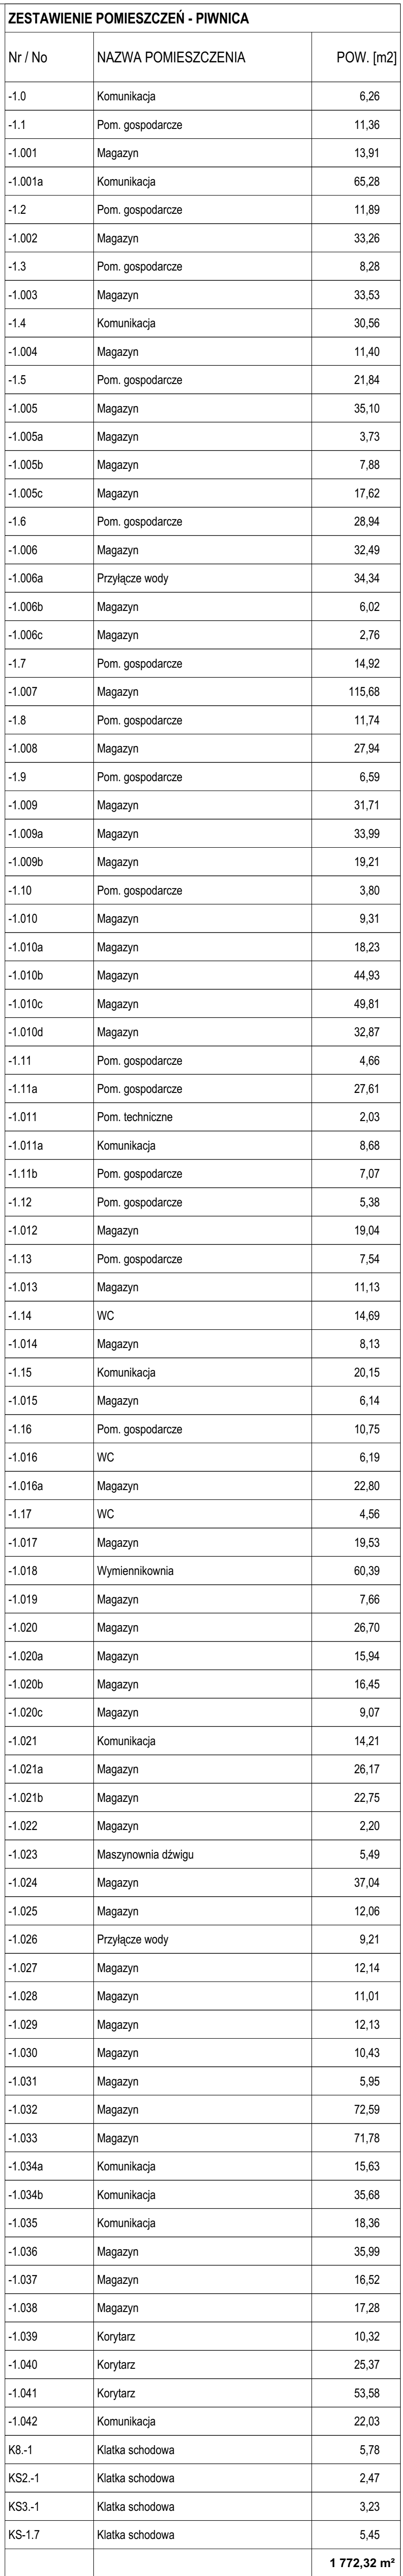 ZESTAWIENIE POMIESZCZEŃ - PIWNICA
Nr / No NAZWA POMIESZCZENIA POW. [m2]
-1.0 Komunikacja 6,26
-1.1 Pom. gospodarcze 11,36
-1.001 Magazyn 13,91
-1.001a Komunikacja 65,28
-1.2 Pom. gospodarcze 11,89
-1.002 Magazyn 33,26
-1.3 Pom. gospodarcze 8,28
-1.003 Magazyn 33,53
-1.4 Komunikacja 30,56
-1.004 Magazyn 11,40
-1.5 Pom. gospodarcze 21,84
-1.005 Magazyn 35,10
-1.005a Magazyn 3,73
-1.005b Magazyn 7,88
-1.005c Magazyn 17,62
-1.6 Pom. gospodarcze 28,94
-1.006 Magazyn 32,49
-1.006a Przyłącze wody 34,34
-1.006b Magazyn 6,02
-1.006c Magazyn 2,76
-1.7 Pom. gospodarcze 14,92
-1.007 Magazyn 115,68
-1.8 Pom. gospodarcze 11,74
-1.008 Magazyn 27,94
-1.9 Pom. gospodarcze 6,59
-1.009 Magazyn 31,71
-1.009a Magazyn 33,99
-1.009b Magazyn 19,21
-1.10 Pom. gospodarcze 3,80
-1.010 Magazyn 9,31
-1.010a Magazyn 18,23
-1.010b Magazyn 44,93
-1.010c Magazyn 49,81
-1.010d Magazyn 32,87
-1.11 Pom. gospodarcze 4,66
-1.11a Pom. gospodarcze 27,61
-1.011 Pom. techniczne 2,03
-1.011a Komunikacja 8,68
-1.11b Pom. gospodarcze 7,07
-1.12 Pom. gospodarcze 5,38
-1.012 Magazyn 19,04
-1.13 Pom. gospodarcze 7,54
-1.013 Magazyn 11,13
-1.14 WC 14,69
-1.014 Magazyn 8,13
-1.15 Komunikacja 20,15
-1.015 Magazyn 6,14
-1.16 Pom. gospodarcze 10,75
-1.016 WC 6,19
-1.016a Magazyn 22,80
-1.17 WC 4,56
-1.017 Magazyn 19,53
-1.018 Wymiennikownia 60,39
-1.019 Magazyn 7,66
-1.020 Magazyn 26,70
-1.020a Magazyn 15,94
-1.020b Magazyn 16,45
-1.020c Magazyn 9,07
-1.021 Komunikacja 14,21
-1.021a Magazyn 26,17
-1.021b Magazyn 22,75
-1.022 Magazyn 2,20
-1.023 Maszynownia dźwigu 5,49
-1.024 Magazyn 37,04
-1.025 Magazyn 12,06
-1.026 Przyłącze wody 9,21
-1.027 Magazyn 12,14
-1.028 Magazyn 11,01
-1.029 Magazyn 12,13
-1.030 Magazyn 10,43
-1.031 Magazyn 5,95
-1.032 Magazyn 72,59
-1.033 Magazyn 71,78
-1.034a Komunikacja 15,63
-1.034b Komunikacja 35,68
-1.035 Komunikacja 18,36
-1.036 Magazyn 35,99
-1.037 Magazyn 16,52
-1.038 Magazyn 17,28
-1.039 Korytarz 10,32
-1.040 Korytarz 25,37
-1.041 Korytarz 53,58
-1.042 Komunikacja 22,03
K8.-1 Klatka schodowa 5,78
KS2.-1 Klatka schodowa 2,47
KS3.-1 Klatka schodowa 3,23
KS-1.7 Klatka schodowa 5,45
1 772,32 m²